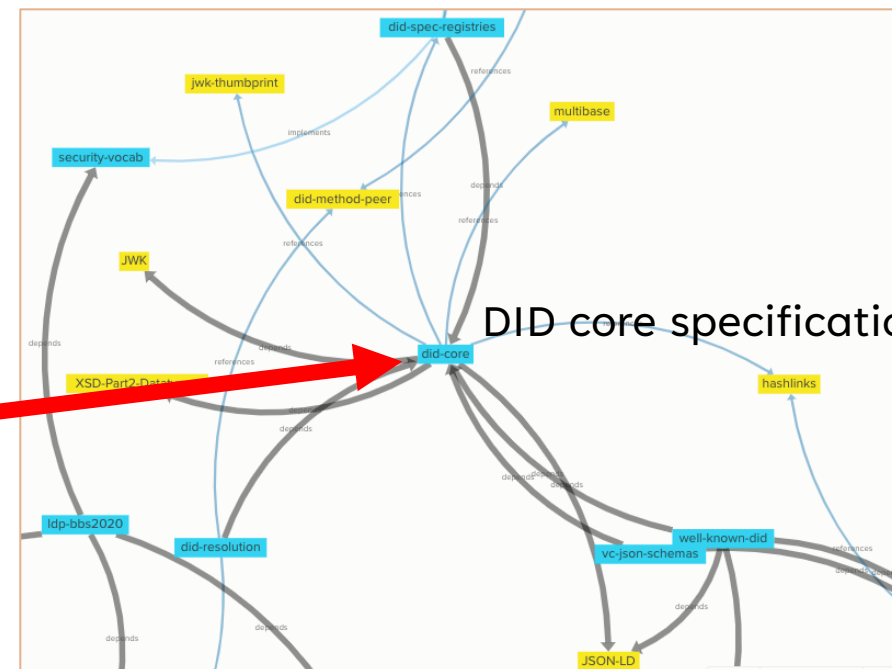 did-spec-registries
references
jwk-thumbprint
multibase
implements
security-vocab
depends
did-method-peer
references
references
JWK
DID core specificatio
depends
depends
did-core
references
XSD-Part2-Datat
hashlinks
depends
depends
depends
depends
depends
ldp-bbs2020
did-resolution
well-known-did
vc-json-schemas
references
depends
depends
depends
depends
JSON-LD